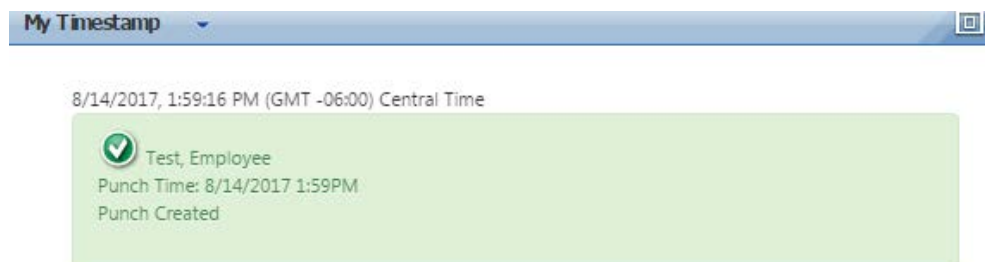 My Timestamp
8/14/2017, 1:59:16 PM (GMT -06:00) Central Time
Test, Employee
Punch Time: 8/14/2017 1:59PM
Punch Created